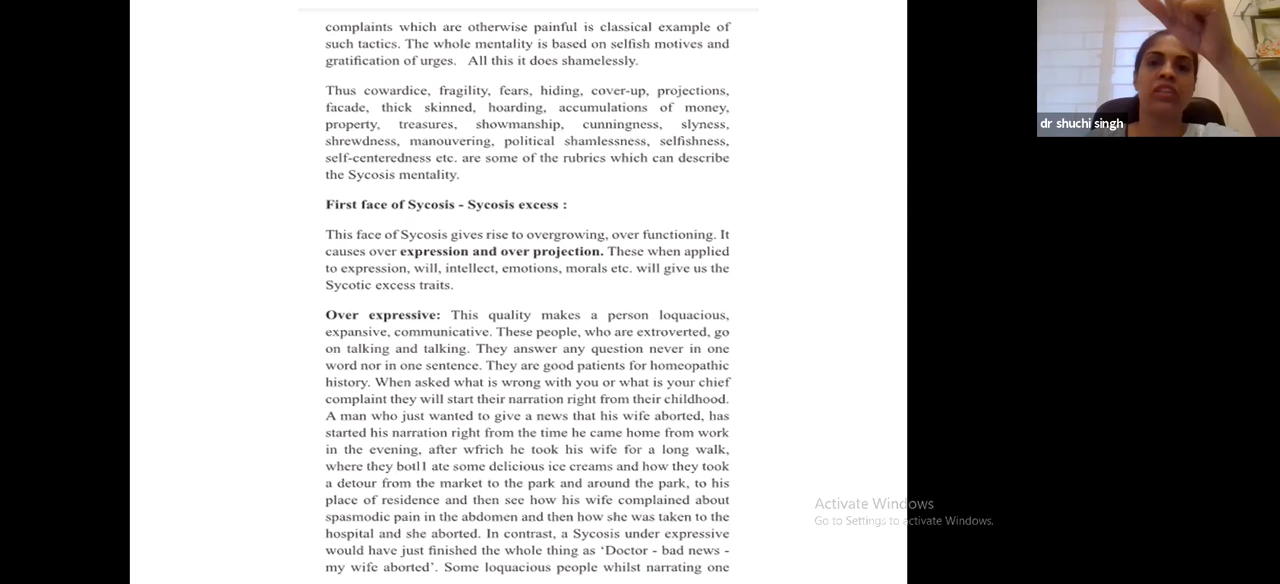 complaints which are otherwise painful is classical example of
such tactics. The whole mentality is based on selfish motives and
gratification of urges. All this it does shamelessly.
Thus cowardice, fragility, fears, hiding, cover-up, projections,
facade, thick skinned, hoarding, accumulations of money,
property, treasures, showmanship, cunningness, slyness,
shrewdness, manouvering, political shamlessness, selfishness,
self-centeredness etc. are some of the rubrics which can describe
the Sycosis mentality.
First face of Sycosis - Sycosis excess :
This face of Sycosis gives rise to overgrowing, over functioning. It
causes over expression and over projection. These when applied
to expression, will, intellect, emotions, morals etc. will give us the
Sycotic excess traits.
Over expressive: This quality makes a person loquacious,
expansive, communicative. These people, who are extroverted, go
on talking and talking. They answer any question never in one
word nor in one sentence. They are good patients for homeopathic
history. When asked what is wrong with you or what is your chief
complaint they will start their narration right from their childhood.
A man who just wanted to give a news that his wife aborted, has
started his narration right from the time he came home from work
in the evening, after wfrich he took his wife for a long walk,
where they botl1 ate some delicious ice creams and how they took
a detour from the market to the park and around the park, to his
place of residence and then see how his wife complained about
spasmodic pain in the abdomen and then how she was taken to the
hospital and she aborted. In contrast, a Sycosis under expressive
would have just finished the whole thing as ‘Doctor - bad news -
my wife aborted’. Some loquacious people whilst narrating one
dr shuchi singh
Activate Windows
Go to Settings to activate Windows.